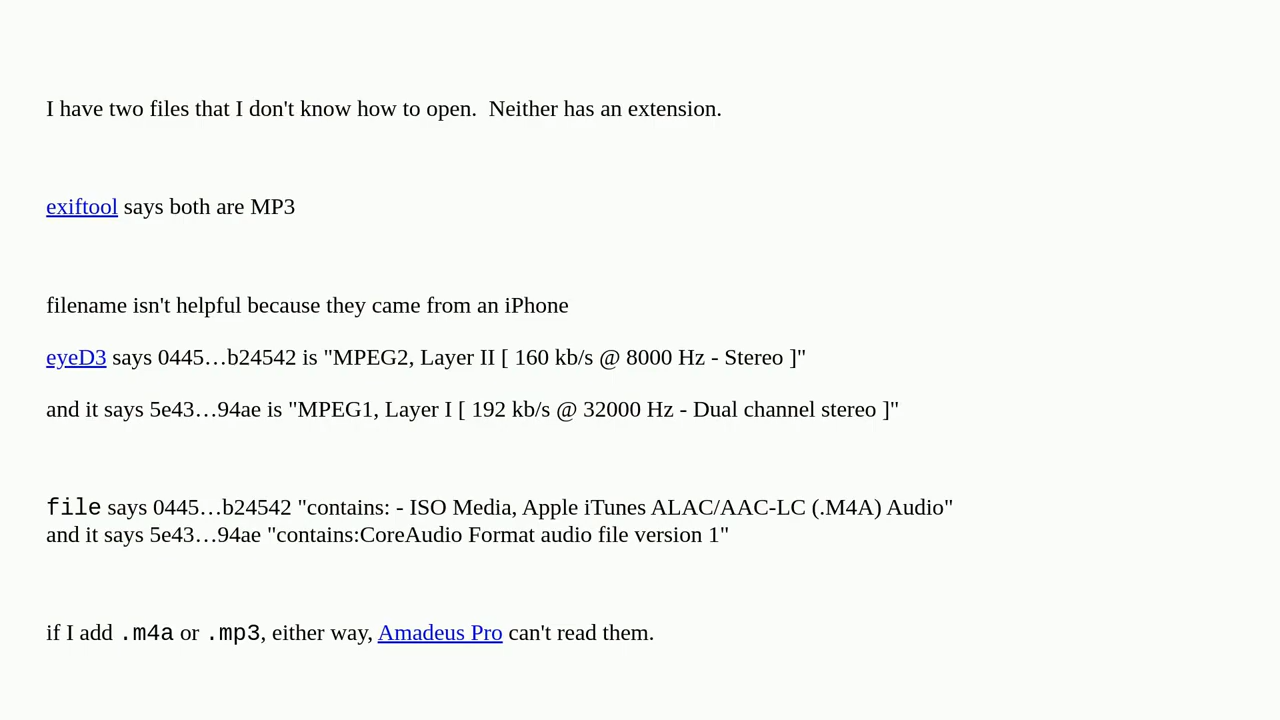 I have two files that I don't know how to open.  Neither has an extension.
exiftool says both are MP3
filename isn't helpful because they came from an iPhone
eyeD3 says 0445…b24542 is "MPEG2, Layer II [ 160 kb/s @ 8000 Hz - Stereo ]"
and it says 5e43…94ae is "MPEG1, Layer I [ 192 kb/s @ 32000 Hz - Dual channel stereo ]"
file says 0445…b24542 "contains: - ISO Media, Apple iTunes ALAC/AAC-LC (.M4A) Audio"
and it says 5e43…94ae "contains:CoreAudio Format audio file version 1"
if I add .m4a or .mp3, either way, Amadeus Pro can't read them.